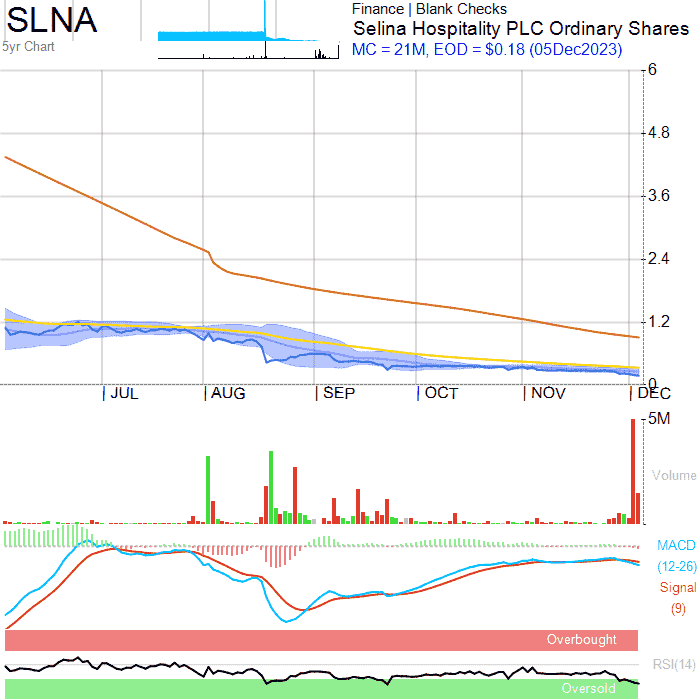 SLNA
5yr Chart
Finance | Blank Checks
Selina Hospitality PLC Ordinary Shares
MC = 21M, EOD = $0.18 (05Dec2023)
6
4.8
3.6
2.4
1.2
0
JUL AUG SEP OCT NOV DEC
5M
Volume
MACD
(12-26)
Signal
(9)
Overbought
RSI(14)
Oversold